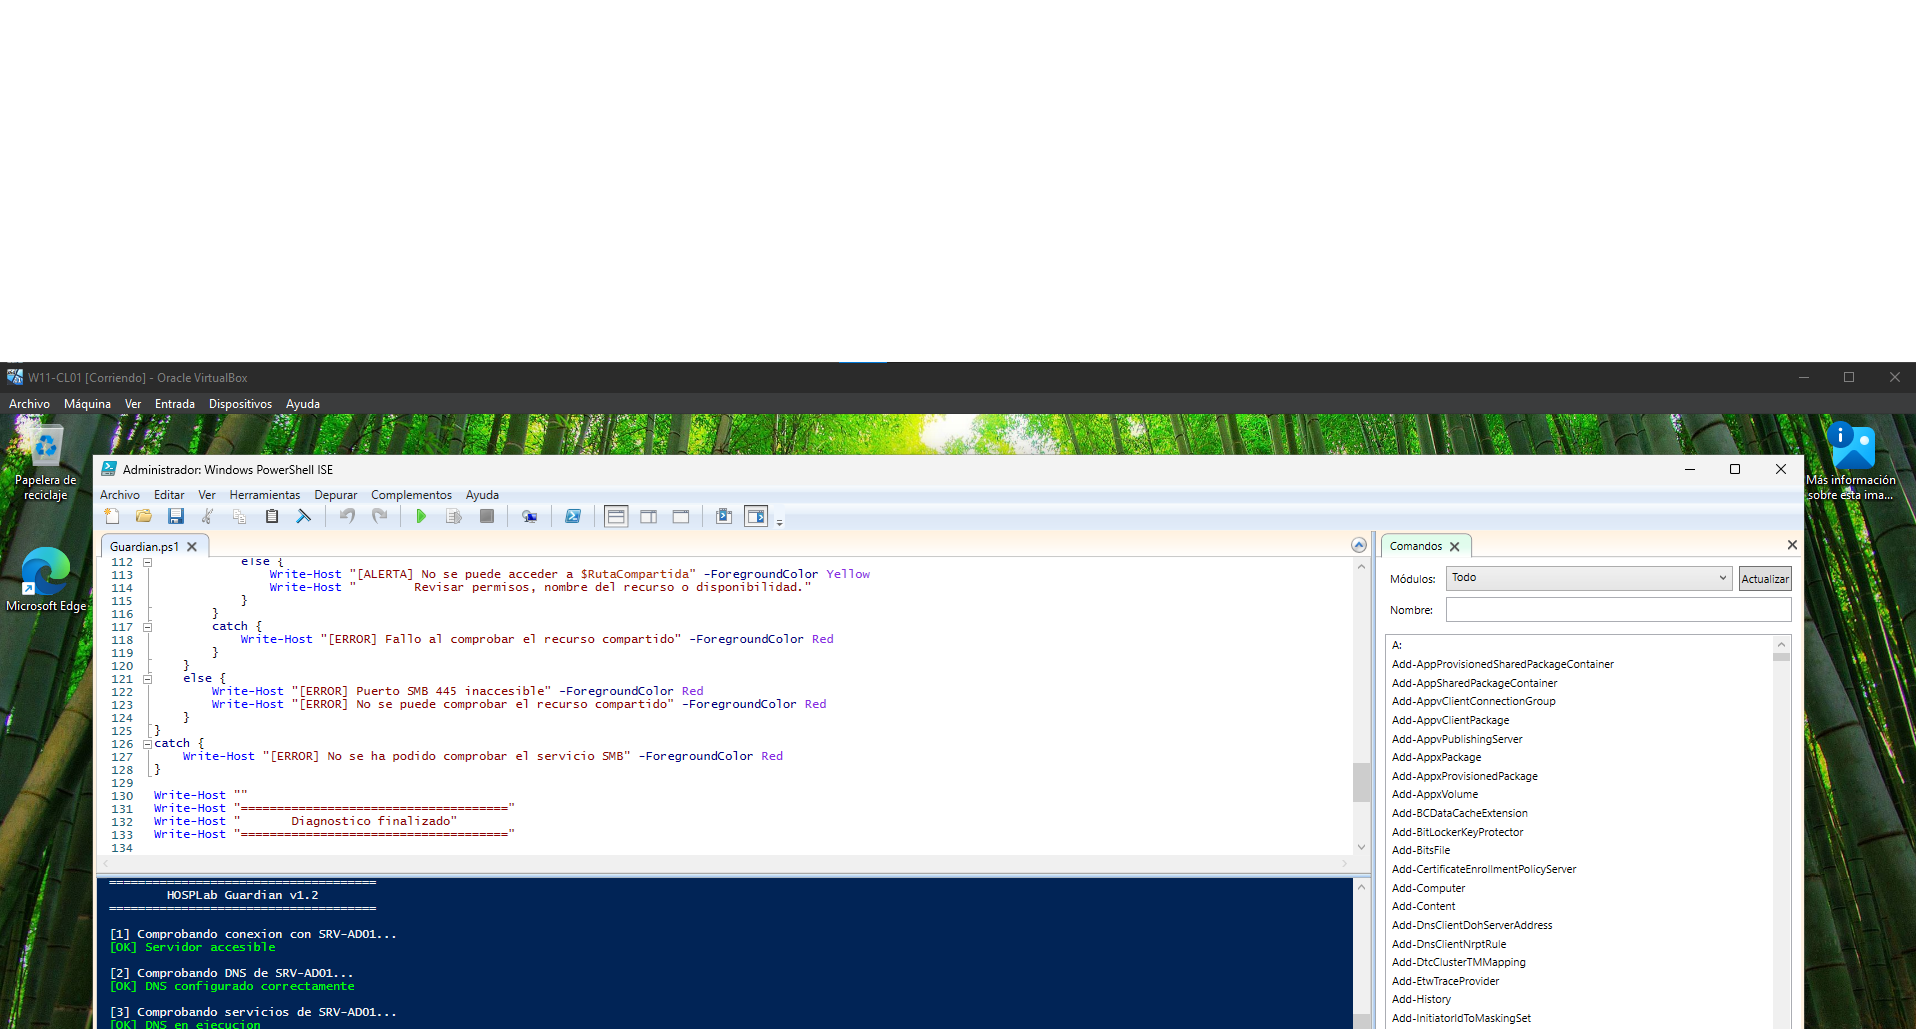 W11-CL01 [Corriendo] - Oracle VirtualBox
Archivo Máquina Ver Entrada Dispositivos Ayuda
Papelera de
reciclaje
Microsoft Edge
Más información
sobre esta ima...
Administrador: Windows PowerShell ISE
Archivo Editar Ver Herramientas Depurar Complementos Ayuda
Guardian.ps1
112 else {
113 Write-Host "[ALERTA] No se puede acceder a $RutaCompartida" -ForegroundColor Yellow
114 Write-Host "        Revisar permisos, nombre del recurso o disponibilidad."
115 }
116 }
117 catch {
118 Write-Host "[ERROR] Fallo al comprobar el recurso compartido" -ForegroundColor Red
119 }
120 }
121 else {
122 Write-Host "[ERROR] Puerto SMB 445 inaccesible" -ForegroundColor Red
123 Write-Host "[ERROR] No se puede comprobar el recurso compartido" -ForegroundColor Red
124 }
125 }
126 catch {
127 Write-Host "[ERROR] No se ha podido comprobar el servicio SMB" -ForegroundColor Red
128 }
129
130 Write-Host ""
131 Write-Host "====================================="
132 Write-Host "       Diagnostico finalizado"
133 Write-Host "====================================="
134
=====================================
HOSPLab Guardian v1.2
=====================================
[1] Comprobando conexion con SRV-AD01...
[OK] Servidor accesible
[2] Comprobando DNS de SRV-AD01...
[OK] DNS configurado correctamente
[3] Comprobando servicios de SRV-AD01...
[OK] DNS en ejecucion
Comandos
Módulos: Todo Actualizar
Nombre:
A:
Add-AppProvisionedSharedPackageContainer
Add-AppSharedPackageContainer
Add-AppvClientConnectionGroup
Add-AppvClientPackage
Add-AppvPublishingServer
Add-AppxPackage
Add-AppxProvisionedPackage
Add-AppxVolume
Add-BCDataCacheExtension
Add-BitLockerKeyProtector
Add-BitsFile
Add-CertificateEnrollmentPolicyServer
Add-Computer
Add-Content
Add-DnsClientDohServerAddress
Add-DnsClientNrptRule
Add-DtcClusterTMMapping
Add-EtwTraceProvider
Add-History
Add-InitiatorIdToMaskingSet